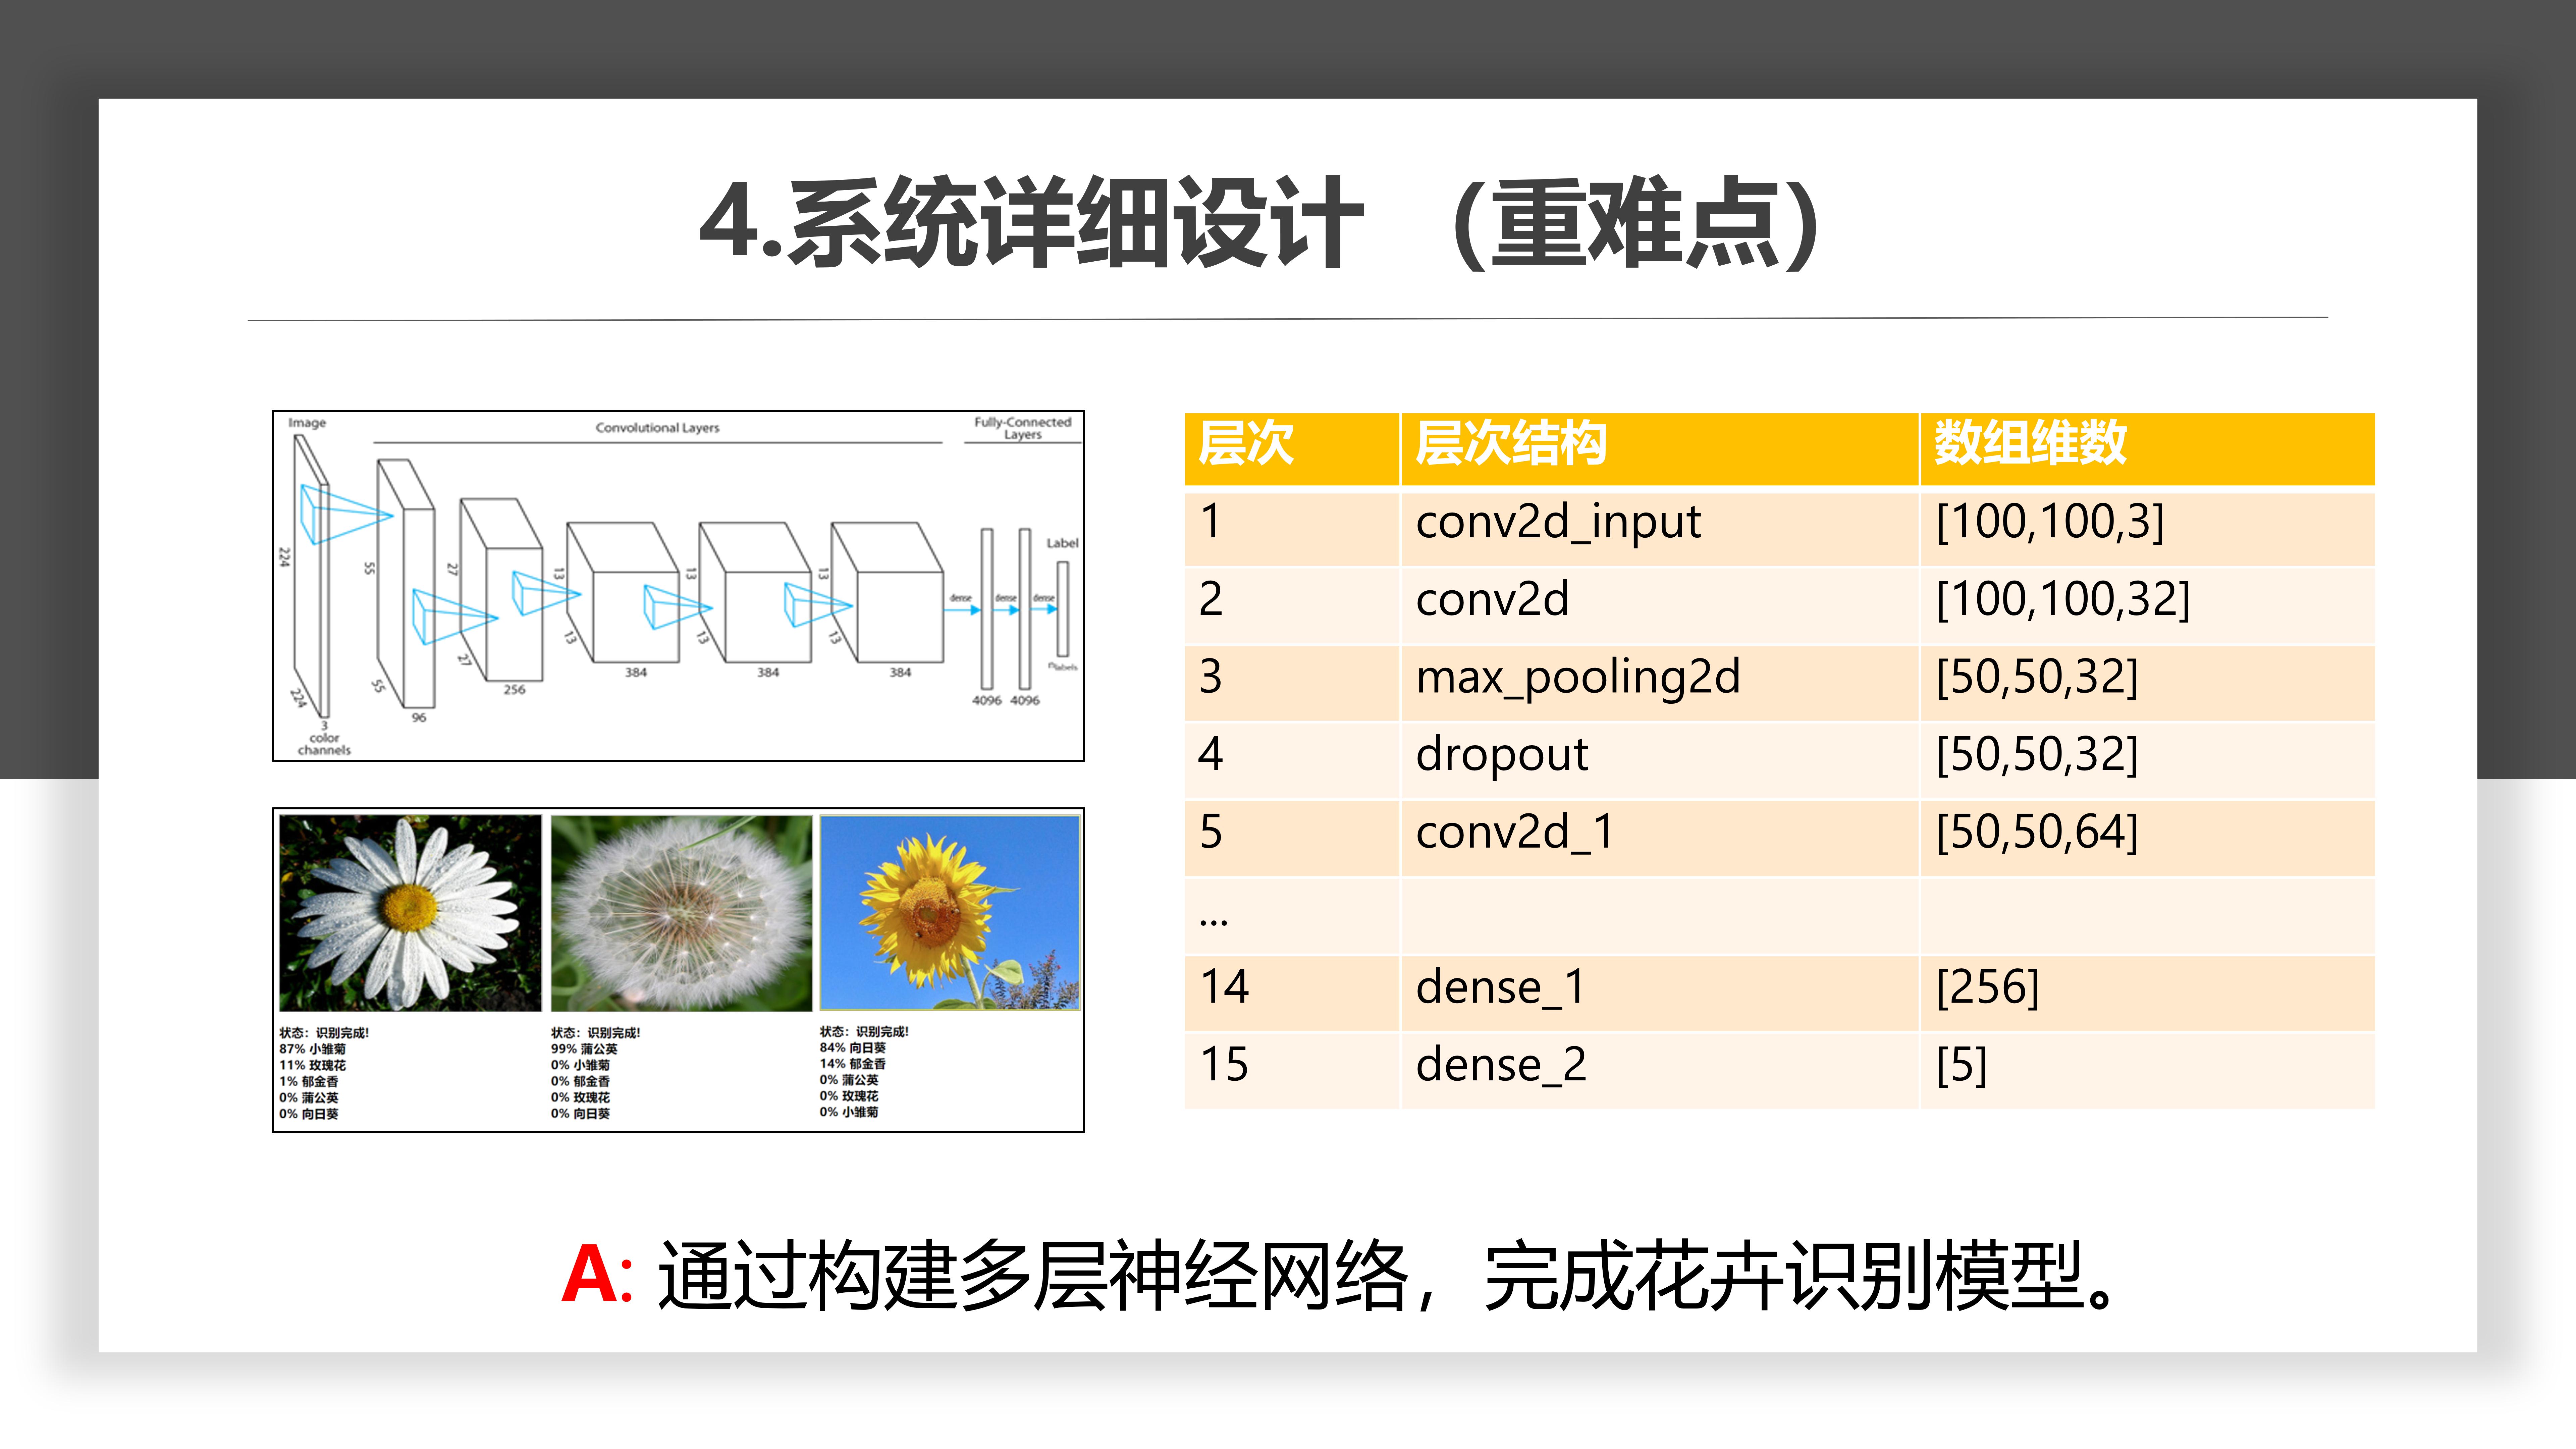 4.系统详细设计 （重难点）
Image
Convolutional Layers
Fully-Connected
Layers
224
224
3
color
channels
55
55
96
27
27
256
13
13
384
13
13
384
13
13
384
dense
dense
dense
4096
4096
Label
nlabels
状态：识别完成!
87% 小雏菊
11% 玫瑰花
1% 郁金香
0% 蒲公英
0% 向日葵
状态：识别完成!
99% 蒲公英
0% 小雏菊
0% 郁金香
0% 玫瑰花
0% 向日葵
状态：识别完成!
84% 向日葵
14% 郁金香
0% 蒲公英
0% 玫瑰花
0% 小雏菊
层次 层次结构 数组维数
1 conv2d_input [100,100,3]
2 conv2d [100,100,32]
3 max_pooling2d [50,50,32]
4 dropout [50,50,32]
5 conv2d_1 [50,50,64]
...
14 dense_1 [256]
15 dense_2 [5]
A: 通过构建多层神经网络，完成花卉识别模型。